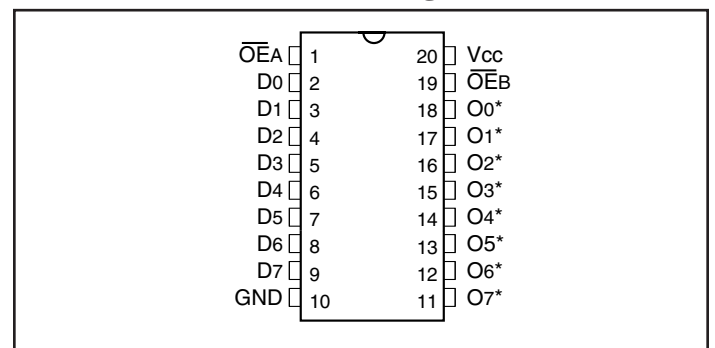 O̅E̅A 1 20 Vcc
D0 2 19 O̅E̅B
D1 3 18 O0*
D2 4 17 O1*
D3 5 16 O2*
D4 6 15 O3*
D5 7 14 O4*
D6 8 13 O5*
D7 9 12 O6*
GND 10 11 O7*